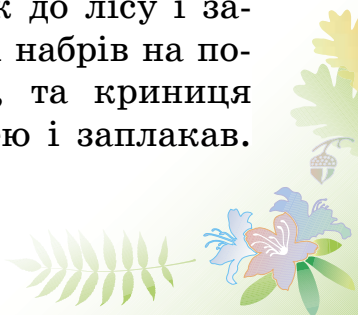 до лісу і за-
набрів на по-
та криниця
і заплакав.